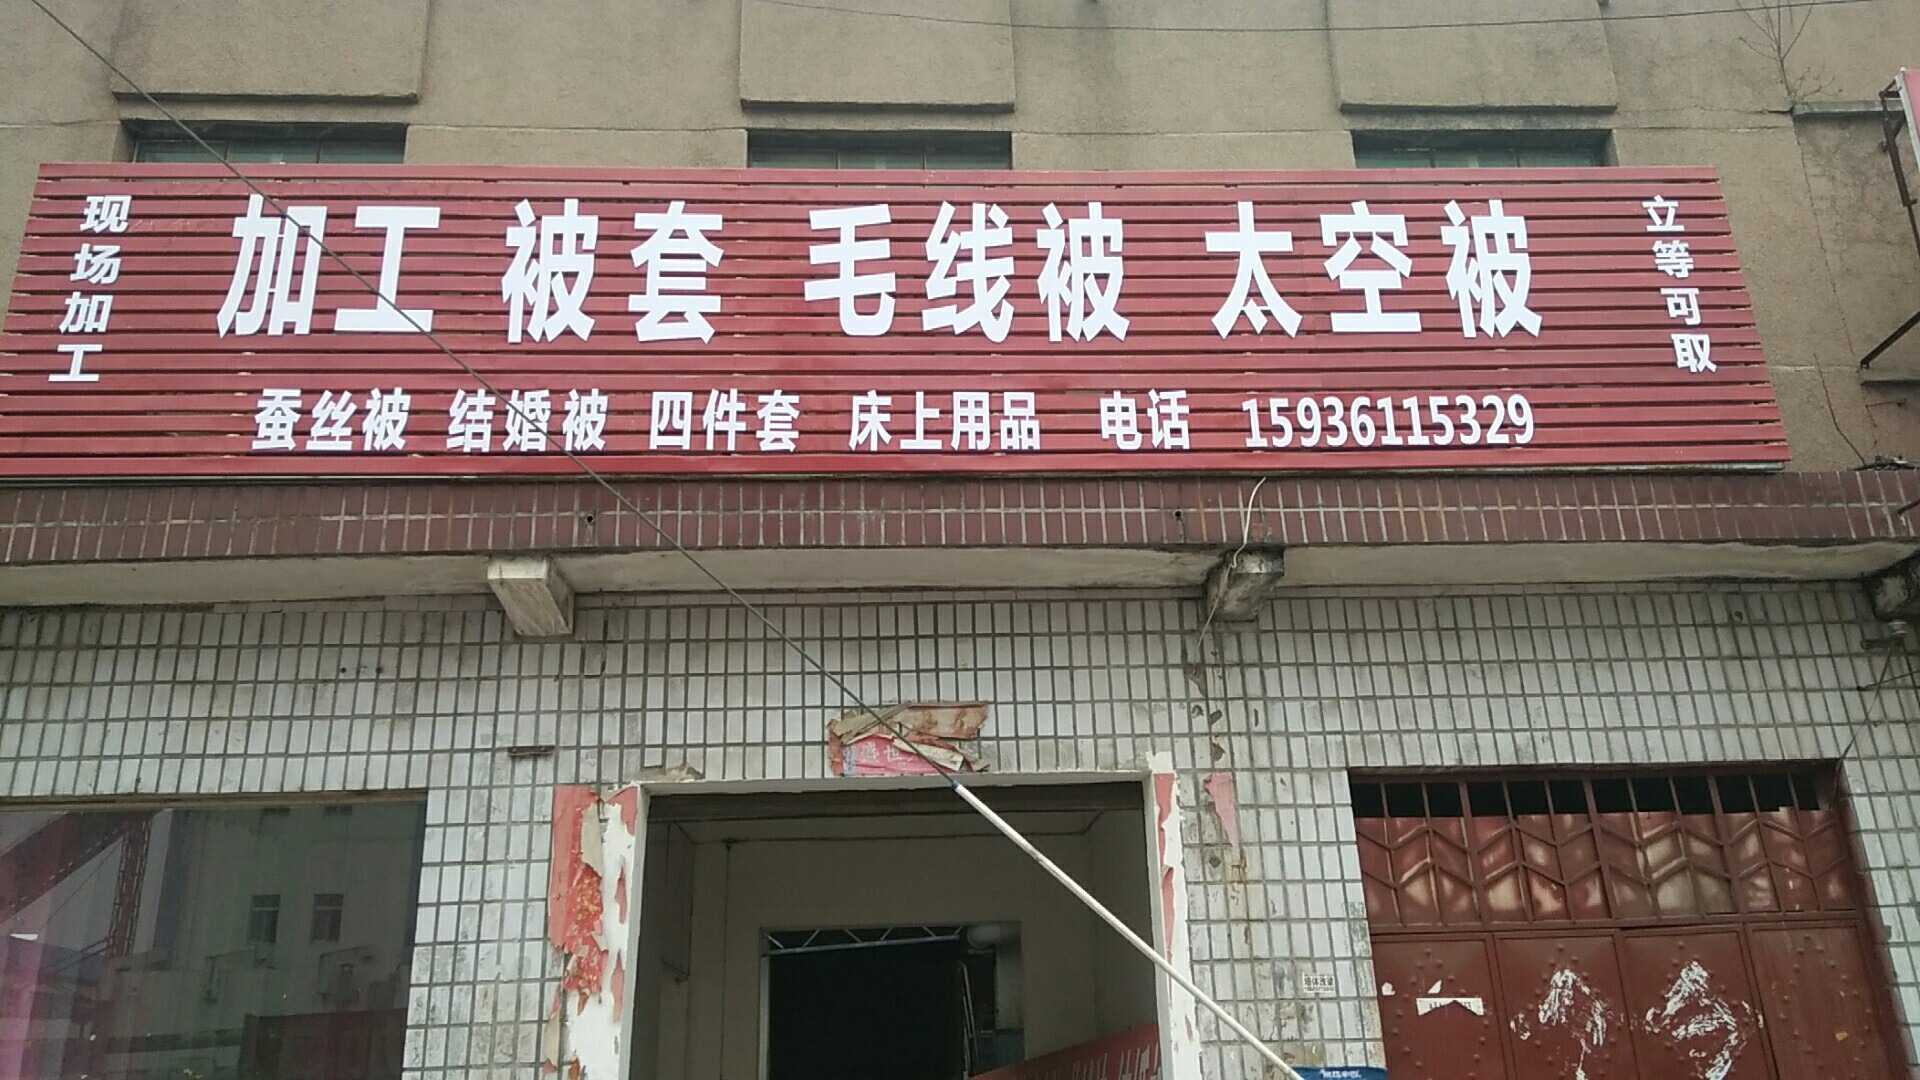 现场加工
加工 被套 毛线被 太空被
立等可取
蚕丝被 结婚被 四件套 床上用品 电话 15936115329